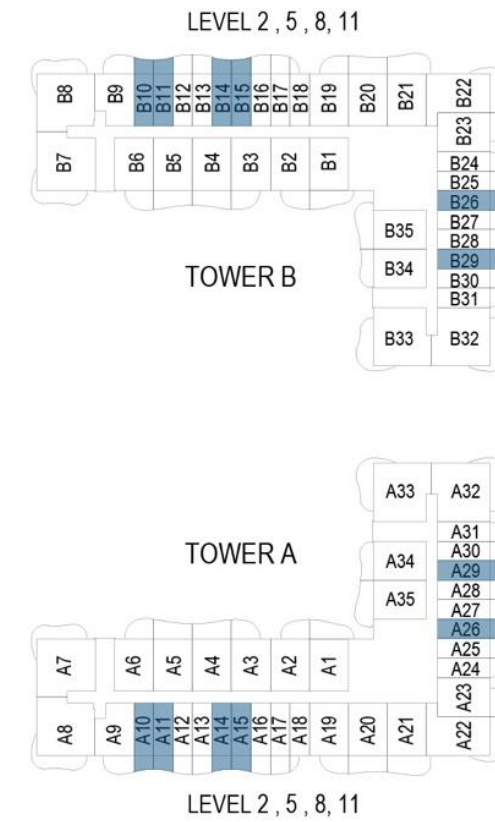 LEVEL 2 , 5 , 8, 11
B8 B9 B10 B11 B12 B13 B14 B15 B16 B17 B18 B19 B20 B21 B22
B23
B7 B6 B5 B4 B3 B2 B1
B24
B25
B26
B27
B35
B28
B29
B34
B30
TOWER B
B31
B33 B32
A33 A32
A31
A30
TOWER A
A34
A29
A28
A35
A27
A26
A25
A7 A6 A5 A4 A3 A2 A1
A24
A23
A8 A9 A10 A11 A12 A13 A14 A15 A16 A17 A18 A19 A20 A21 A22
LEVEL 2 , 5 , 8, 11